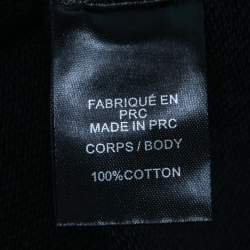 FABRIQUÉ EN
PRC
MADE IN PRC
CORPS / BODY
100%COTTON